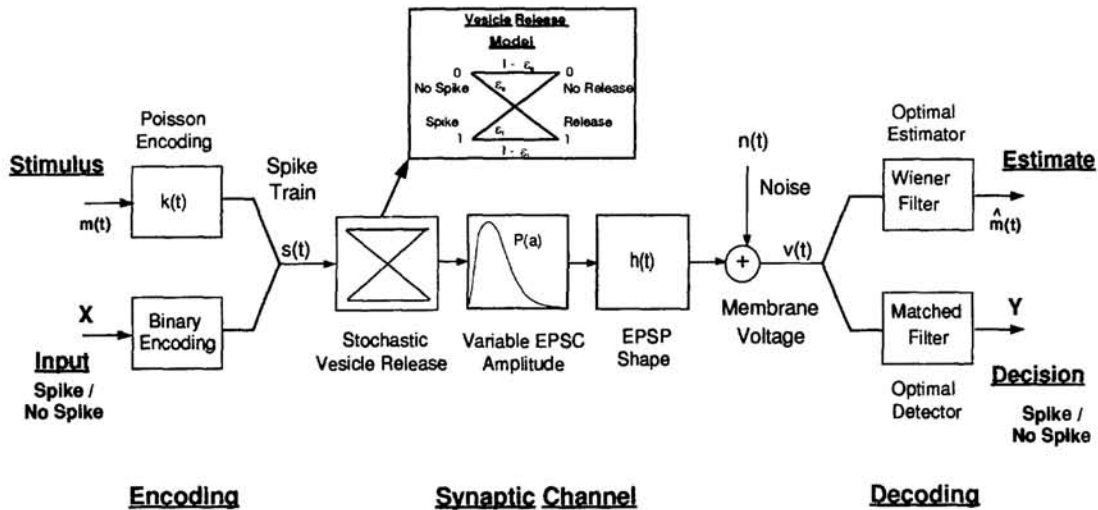 Vesicle Release
Model
1 - ε₀
0
0
No Spike
ε₀
No Release
Spike
Release
1
ε₁
1
1 - ε₁
Poisson
Encoding
Stimulus
m(t)
k(t)
Spike
Train
s(t)
X
Binary
Encoding
Input
Spike /
No Spike
Stochastic
Vesicle Release
P(a)
Variable EPSC
Amplitude
h(t)
EPSP
Shape
n(t)
Noise
+
v(t)
Membrane
Voltage
Optimal
Estimator
Wiener
Filter
Estimate
m̂(t)
Matched
Filter
Y
Optimal
Detector
Decision
Spike /
No Spike
Encoding
Synaptic Channel
Decoding